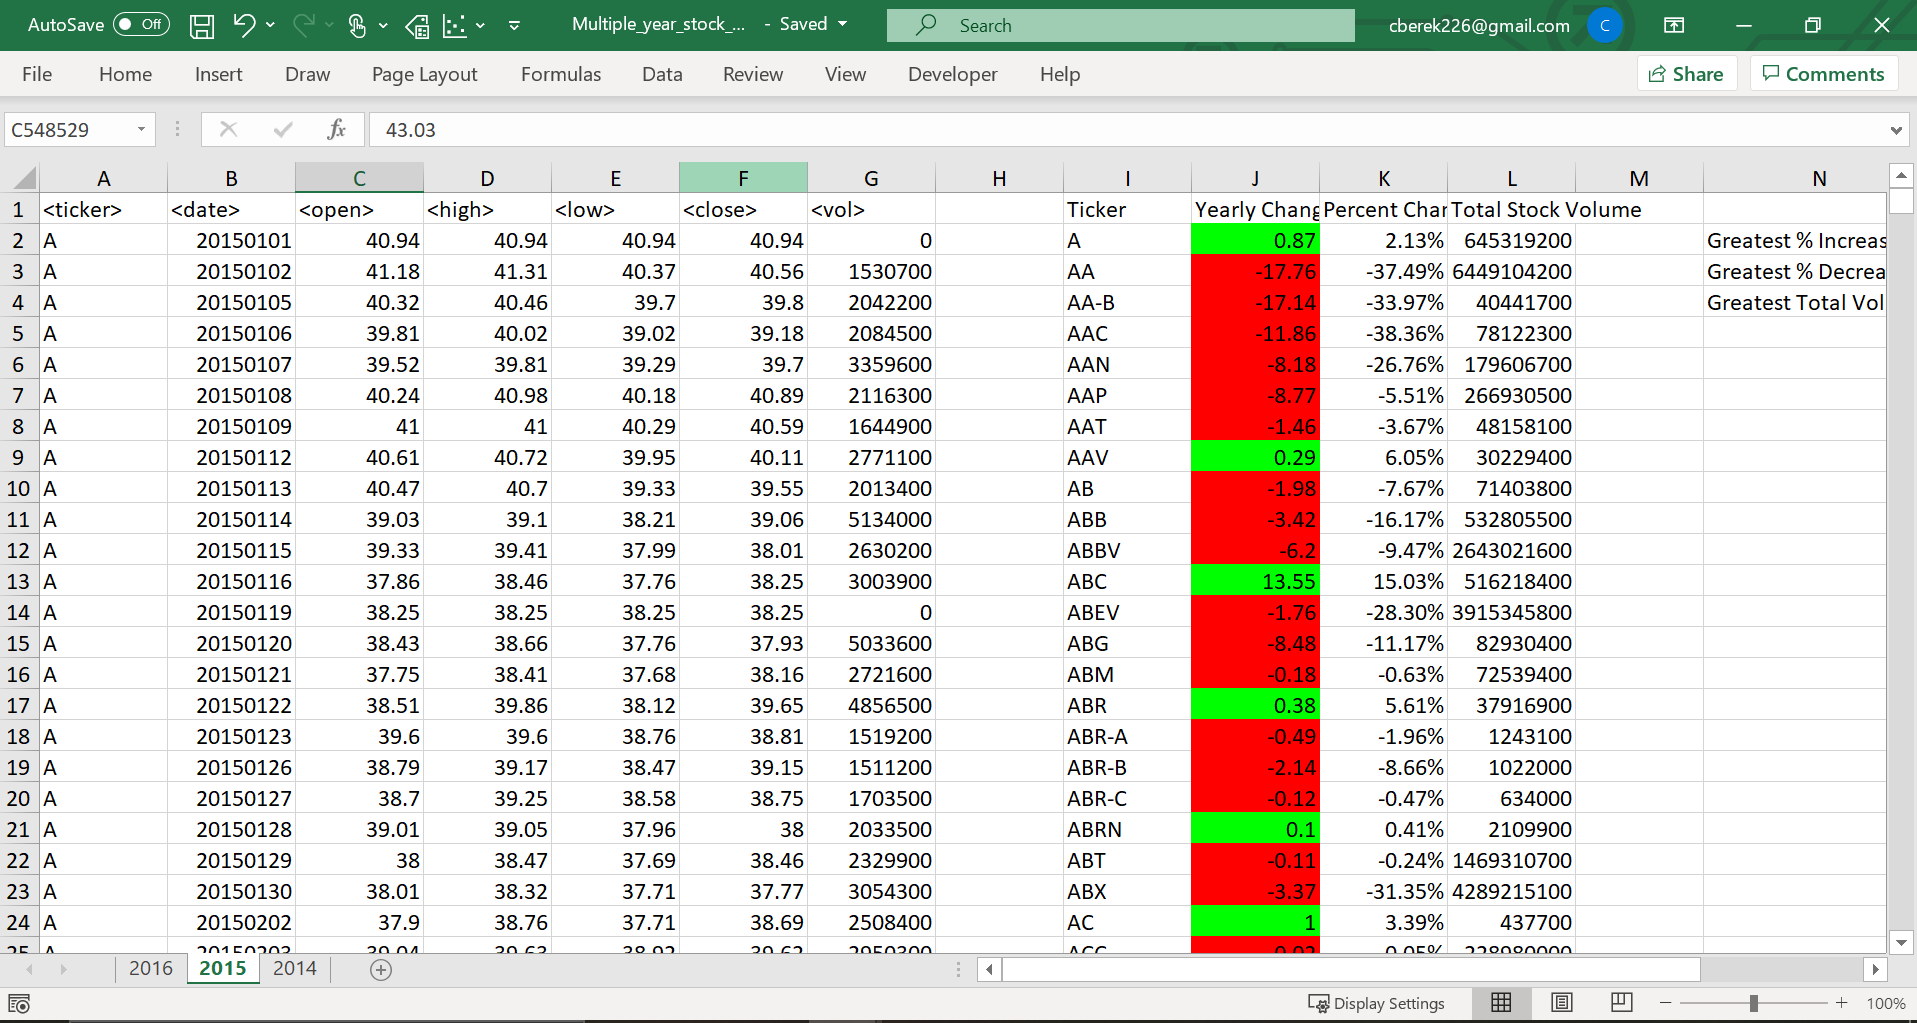 AutoSave Off Multiple_year_stock_... - Saved Search cberek226@gmail.com C
File Home Insert Draw Page Layout Formulas Data Review View Developer Help Share Comments
C548529 fx 43.03
A B C D E F G H I J K L M N
1 <ticker> <date> <open> <high> <low> <close> <vol> Ticker Yearly Chang Percent Char Total Stock Volume
2 A 20150101 40.94 40.94 40.94 40.94 0 A 0.87 2.13% 645319200 Greatest % Increas
3 A 20150102 41.18 41.31 40.37 40.56 1530700 AA -17.76 -37.49% 6449104200 Greatest % Decrea
4 A 20150105 40.32 40.46 39.7 39.8 2042200 AA-B -17.14 -33.97% 40441700 Greatest Total Vol
5 A 20150106 39.81 40.02 39.02 39.18 2084500 AAC -11.86 -38.36% 78122300
6 A 20150107 39.52 39.81 39.29 39.7 3359600 AAN -8.18 -26.76% 179606700
7 A 20150108 40.24 40.98 40.18 40.89 2116300 AAP -8.77 -5.51% 266930500
8 A 20150109 41 41 40.29 40.59 1644900 AAT -1.46 -3.67% 48158100
9 A 20150112 40.61 40.72 39.95 40.11 2771100 AAV 0.29 6.05% 30229400
10 A 20150113 40.47 40.7 39.33 39.55 2013400 AB -1.98 -7.67% 71403800
11 A 20150114 39.03 39.1 38.21 39.06 5134000 ABB -3.42 -16.17% 532805500
12 A 20150115 39.33 39.41 37.99 38.01 2630200 ABBV -6.2 -9.47% 2643021600
13 A 20150116 37.86 38.46 37.76 38.25 3003900 ABC 13.55 15.03% 516218400
14 A 20150119 38.25 38.25 38.25 38.25 0 ABEV -1.76 -28.30% 3915345800
15 A 20150120 38.43 38.66 37.76 37.93 5033600 ABG -8.48 -11.17% 82930400
16 A 20150121 37.75 38.41 37.68 38.16 2721600 ABM -0.18 -0.63% 72539400
17 A 20150122 38.51 39.86 38.12 39.65 4856500 ABR 0.38 5.61% 37916900
18 A 20150123 39.6 39.6 38.76 38.81 1519200 ABR-A -0.49 -1.96% 1243100
19 A 20150126 38.79 39.17 38.47 39.15 1511200 ABR-B -2.14 -8.66% 1022000
20 A 20150127 38.7 39.25 38.58 38.75 1703500 ABR-C -0.12 -0.47% 634000
21 A 20150128 39.01 39.05 37.96 38 2033500 ABRN 0.1 0.41% 2109900
22 A 20150129 38 38.47 37.69 38.46 2329900 ABT -0.11 -0.24% 1469310700
23 A 20150130 38.01 38.32 37.71 37.77 3054300 ABX -3.37 -31.35% 4289215100
24 A 20150202 37.9 38.76 37.71 38.69 2508400 AC 1 3.39% 437700
25 A 20150203
2016 2015 2014
Display Settings 100%